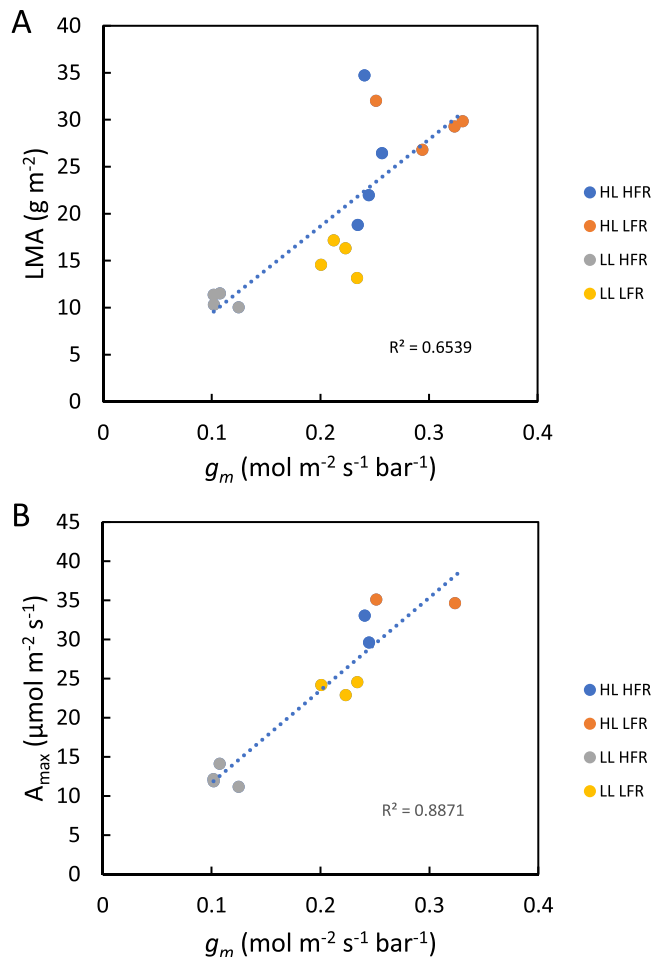 A
LMA (g m⁻²)
40
35
30
25
20
15
10
5
0
0 0.1 0.2 0.3 0.4
R² = 0.6539
gₘ (mol m⁻² s⁻¹ bar⁻¹)
HL HFR
HL LFR
LL HFR
LL LFR
B
Aₘₐₓ (µmol m⁻² s⁻¹)
45
40
35
30
25
20
15
10
5
0
0 0.1 0.2 0.3 0.4
R² = 0.8871
gₘ (mol m⁻² s⁻¹ bar⁻¹)
HL HFR
HL LFR
LL HFR
LL LFR